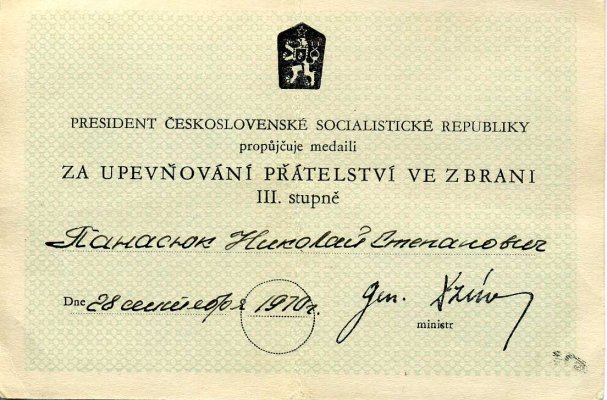 PRESIDENT ČESKOSLOVENSKÉ SOCIALISTICKÉ REPUBLIKY
propůjčuje medaili
ZA UPEVŇOVÁNÍ PŘÁTELSTVÍ VE ZBRANI
III. stupně
Панасюк Николай Степанович
Dne 28 сентября 1970г.
gen.
ministr